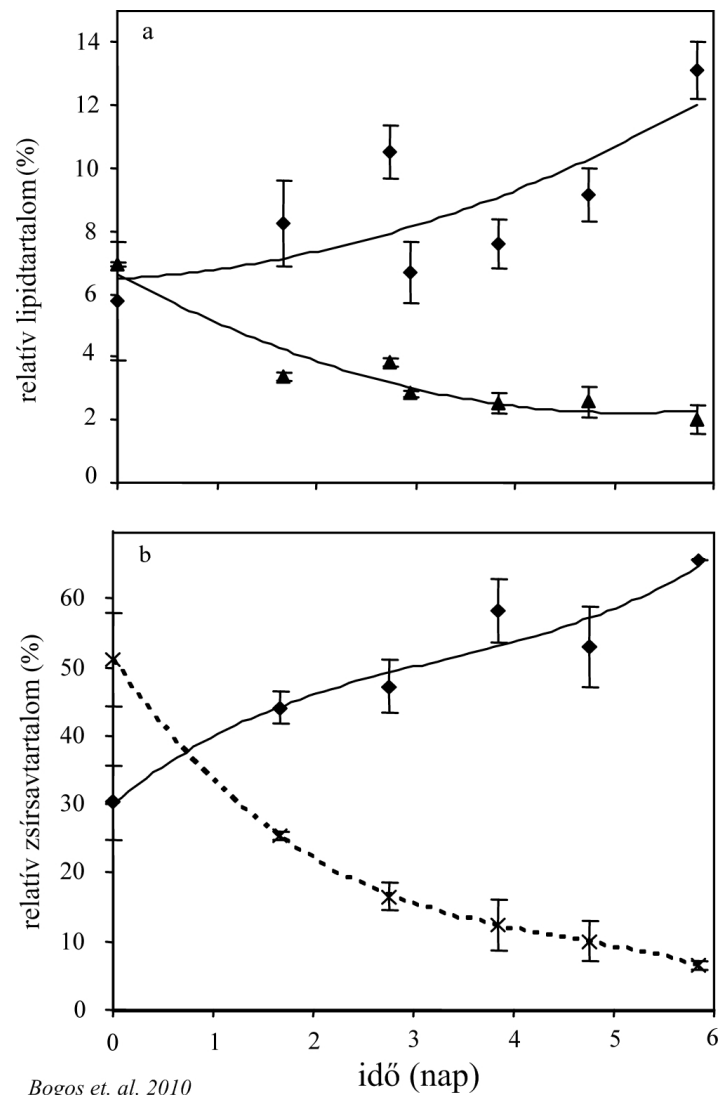 a
14
12
10
8
6
4
2
0
relatív lipidtartalom (%)
b
60
50
40
30
20
10
0
relatív zsírsavtartalom (%)
0 1 2 3 4 5 6
idő (nap)
Bogos et. al. 2010